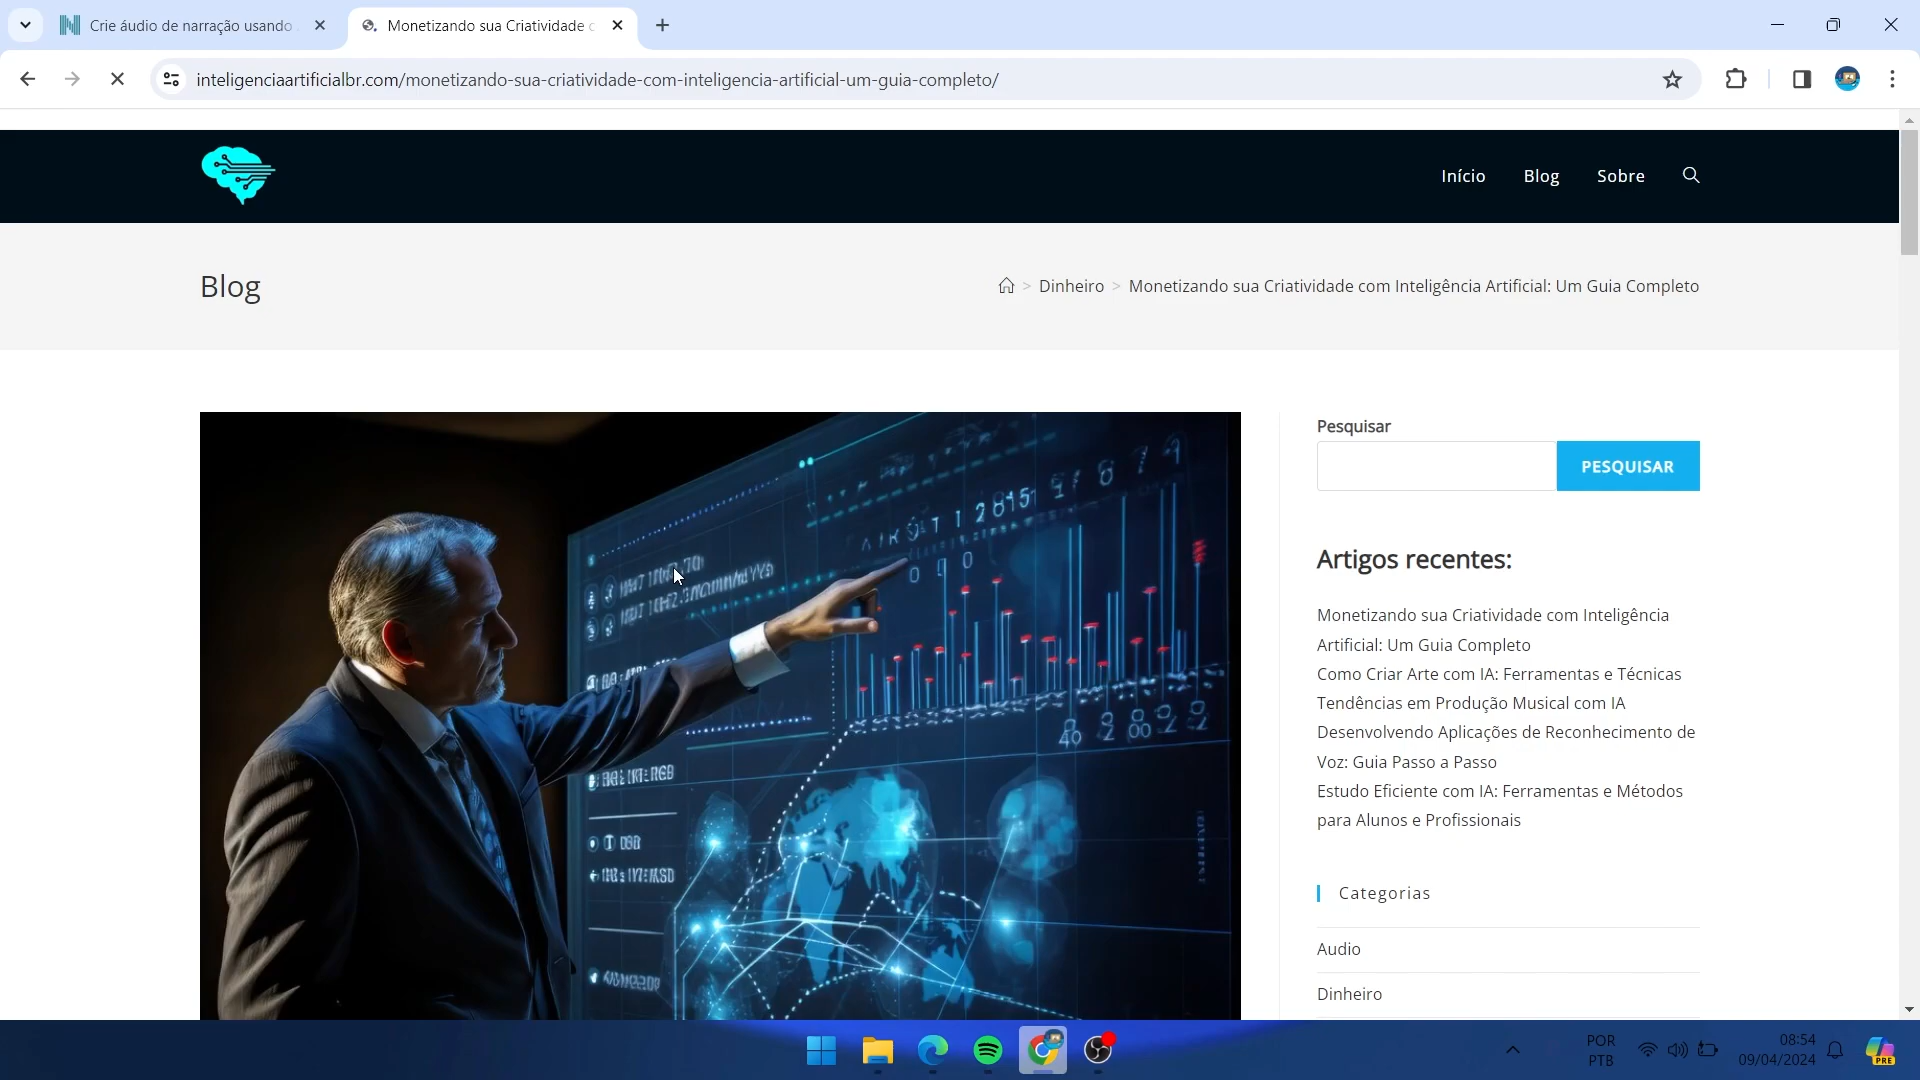 Crie áudio de narração usando
Monetizando sua Criatividade c
inteligenciaartificialbr.com/monetizando-sua-criatividade-com-inteligencia-artificial-um-guia-completo/
Início
Blog
Sobre
Blog
> Dinheiro > Monetizando sua Criatividade com Inteligência Artificial: Um Guia Completo
Pesquisar
PESQUISAR
Artigos recentes:
Monetizando sua Criatividade com Inteligência
Artificial: Um Guia Completo
Como Criar Arte com IA: Ferramentas e Técnicas
Tendências em Produção Musical com IA
Desenvolvendo Aplicações de Reconhecimento de
Voz: Guia Passo a Passo
Estudo Eficiente com IA: Ferramentas e Métodos
para Alunos e Profissionais
Categorias
Audio
Dinheiro
POR
PTB
08:54
09/04/2024
PRE